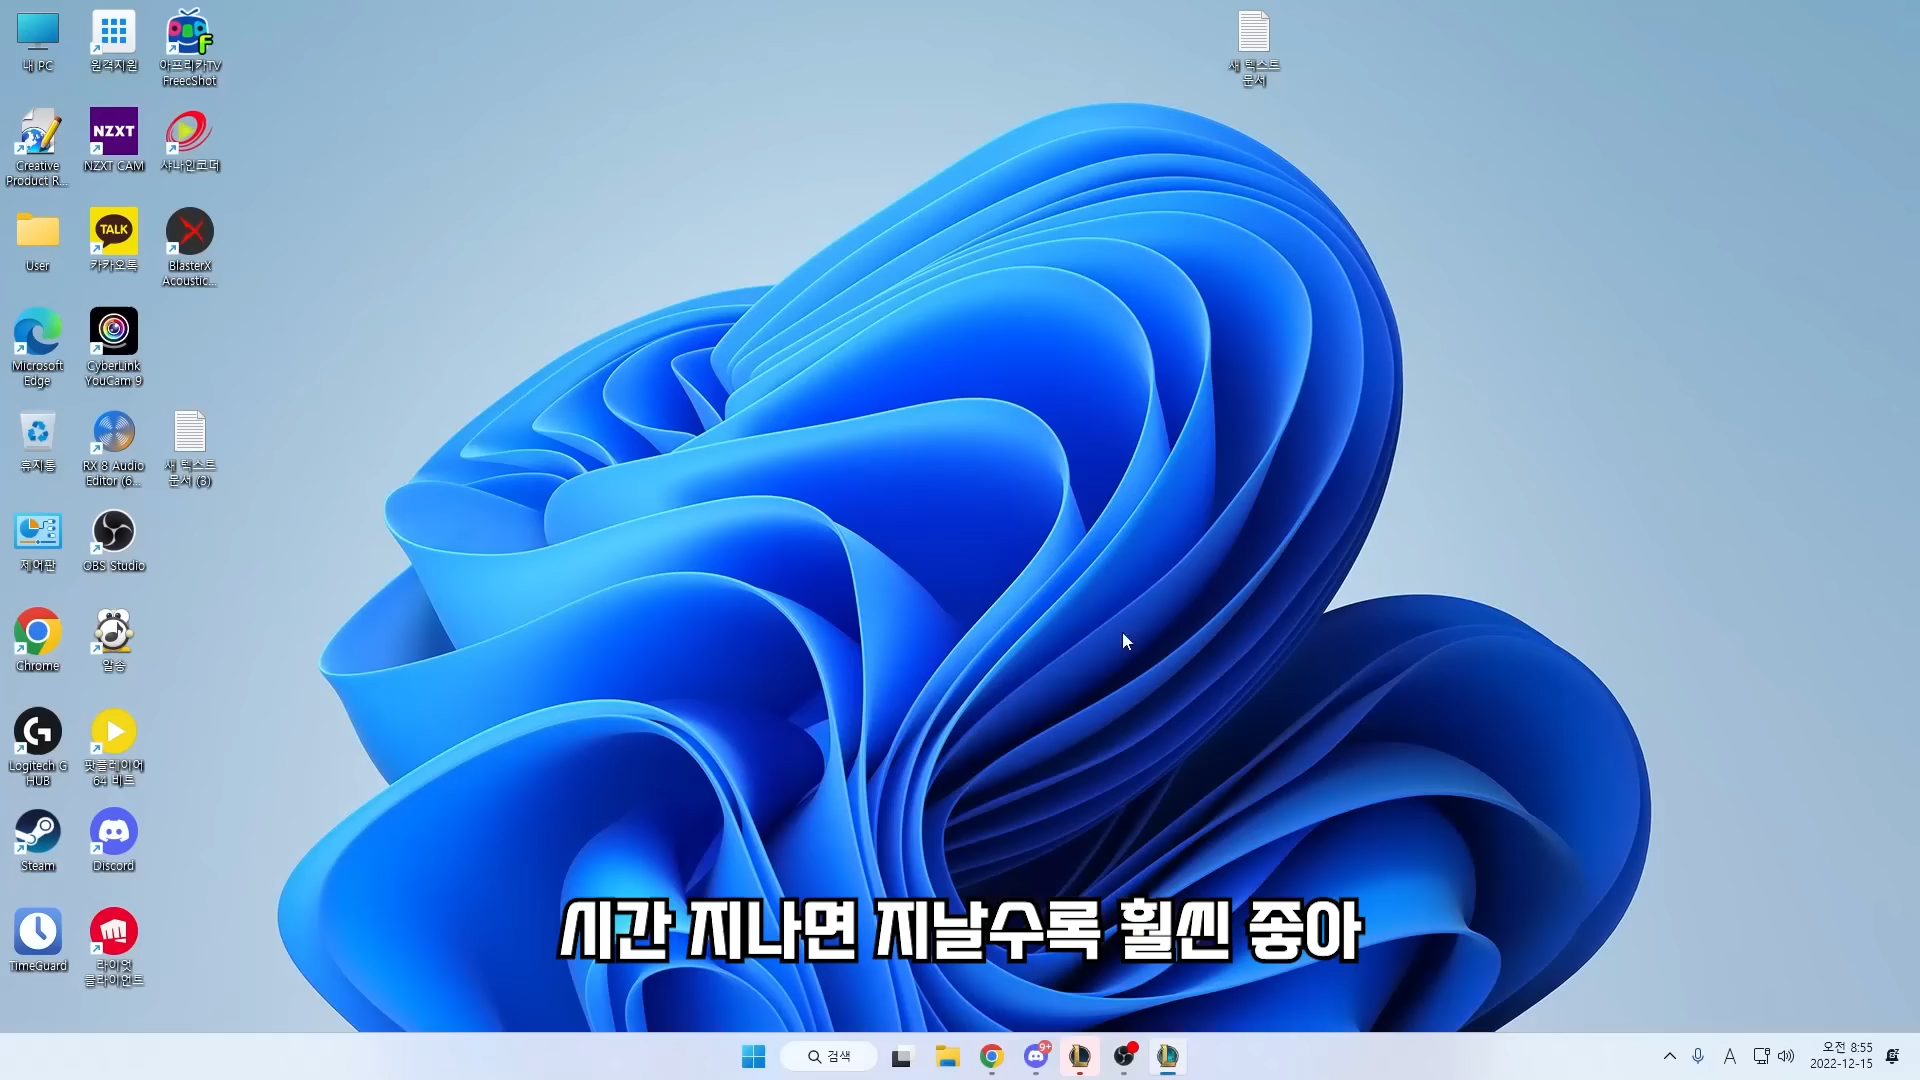 내 PC
원격지원
아프리카TV
FreecShot
새 텍스트
문서
Creative
Product R...
NZXT
NZXT CAM
샤나인코더
User
TALK
카카오톡
BlasterX
Acoustic...
Microsoft
Edge
CyberLink
YouCam 9
휴지통
RX 8 Audio
Editor (6...
새 텍스트
문서 (3)
제어판
OBS Studio
Chrome
알송
Logitech G
HUB
팟플레이어
64 비트
Steam
Discord
TimeGuard
라이엇
클라이언트
시간 지나면 지날수록 훨씬 좋아
검색
9+
A
오전 8:55
2022-12-15